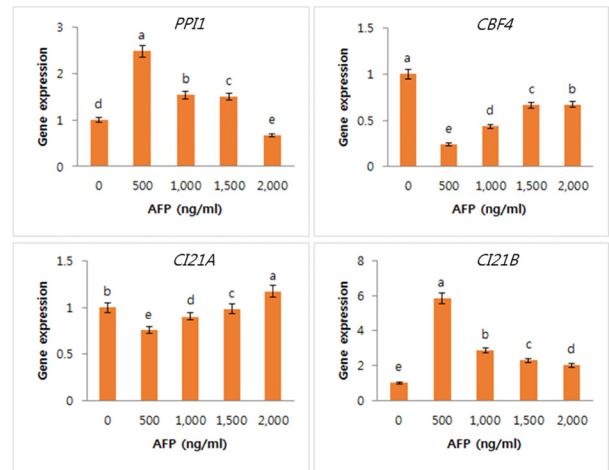 PPI1
Gene expression
3
2
1
0
d
a
b
c
e
0 500 1,000 1,500 2,000
AFP (ng/ml)
CBF4
Gene expression
1.5
1
0.5
0
a
e
d
c
b
0 500 1,000 1,500 2,000
AFP (ng/ml)
CI21A
Gene expression
1.5
1
0.5
0
b
e
d
c
a
0 500 1,000 1,500 2,000
AFP (ng/ml)
CI21B
Gene expression
8
6
4
2
0
e
a
b
c
d
0 500 1,000 1,500 2,000
AFP (ng/ml)